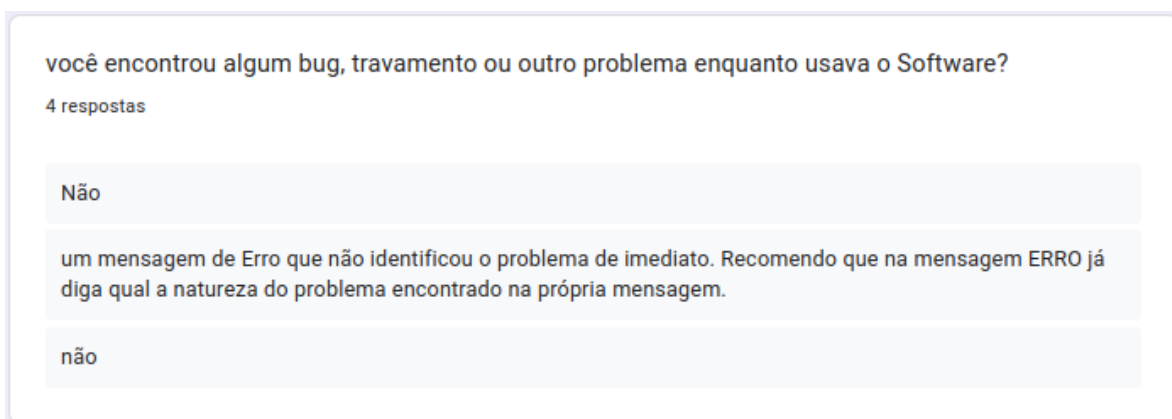 você encontrou algum bug, travamento ou outro problema enquanto usava o Software?
4 respostas
Não
um mensagem de Erro que não identificou o problema de imediato. Recomendo que na mensagem ERRO já
diga qual a natureza do problema encontrado na própria mensagem.
não